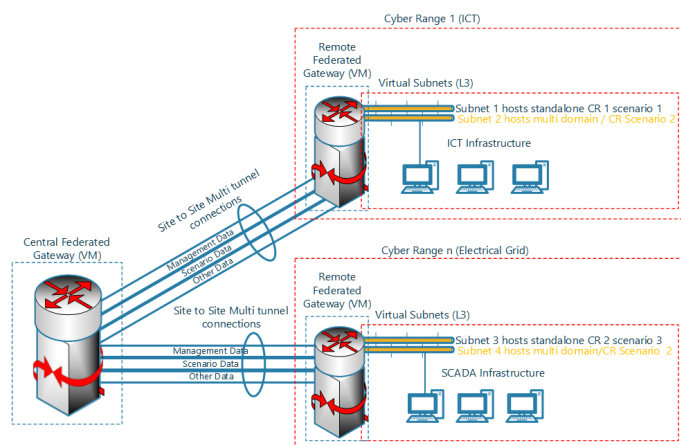 Cyber Range 1 (ICT)
Remote
Federated
Gateway (VM)
Virtual Subnets (L3)
Subnet 1 hosts standalone CR 1 scenario 1
Subnet 2 hosts multi domain / CR Scenario 2
ICT Infrastructure
Site to Site Multi tunnel
connections
Management Data
Scenario Data
Other Data
Central Federated
Gateway (VM)
Cyber Range n (Electrical Grid)
Remote
Federated
Gateway (VM)
Virtual Subnets (L3)
Site to Site Multi tunnel
connections
Subnet 3 hosts standalone CR 2 scenario 3
Subnet 4 hosts multi domain/CR Scenario 2
Management Data
Scenario Data
Other Data
SCADA Infrastructure